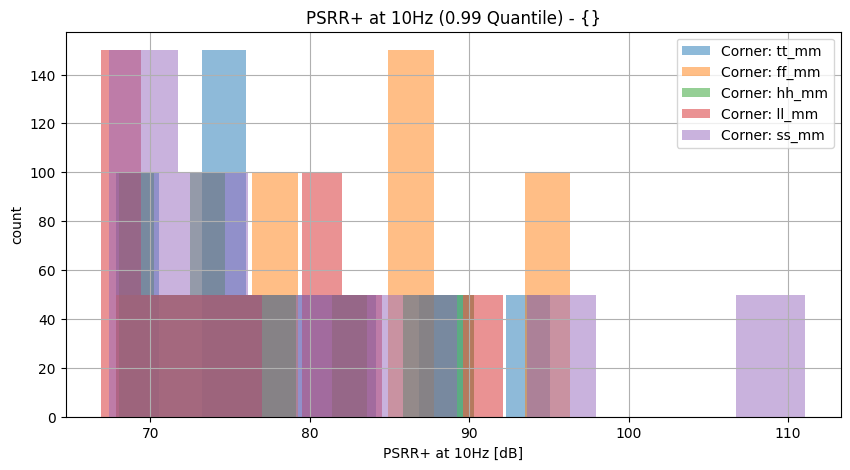 PSRR+ at 10Hz (0.99 Quantile) - {}
Corner: tt_mm
Corner: ff_mm
Corner: hh_mm
Corner: ll_mm
Corner: ss_mm
140
120
100
80
60
40
20
0
count
70 80 90 100 110
PSRR+ at 10Hz [dB]